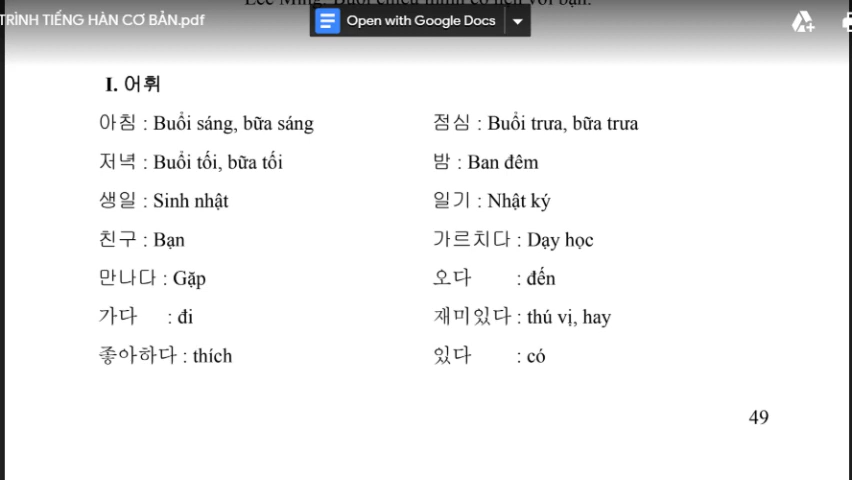 TRÌNH TIẾNG HÀN CƠ BẢN.pdf
Open with Google Docs
I. 어휘
아침 : Buổi sáng, bữa sáng
점심 : Buổi trưa, bữa trưa
저녁 : Buổi tối, bữa tối
밤 : Ban đêm
생일 : Sinh nhật
일기 : Nhật ký
친구 : Bạn
가르치다 : Dạy học
만나다 : Gặp
오다 : đến
가다 : đi
재미있다 : thú vị, hay
좋아하다 : thích
있다 : có
49